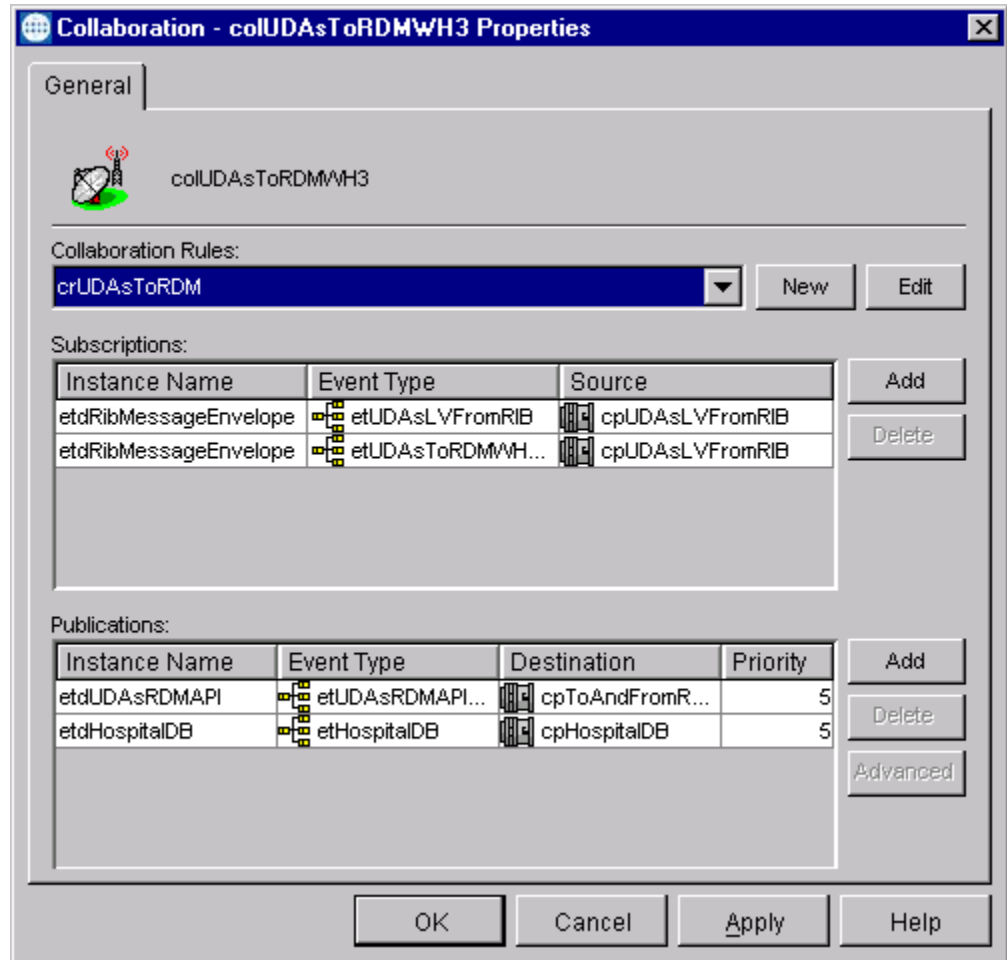 Collaboration - colUDAsToRDMWH3 Properties
General
colUDAsToRDMWH3
Collaboration Rules:
crUDAsToRDM New Edit
Subscriptions:
Instance Name Event Type Source Add
etdRibMessageEnvelope etUDAsLVFromRIB cpUDAsLVFromRIB
Delete
etdRibMessageEnvelope etUDAsToRDMWH... cpUDAsLVFromRIB
Publications:
Instance Name Event Type Destination Priority Add
etdUDAsRDMAPI etUDAsRDMAPI... cpToAndFromR... 5
Delete
etdHospitalDB etHospitalDB cpHospitalDB 5
Advanced
OK Cancel Apply Help